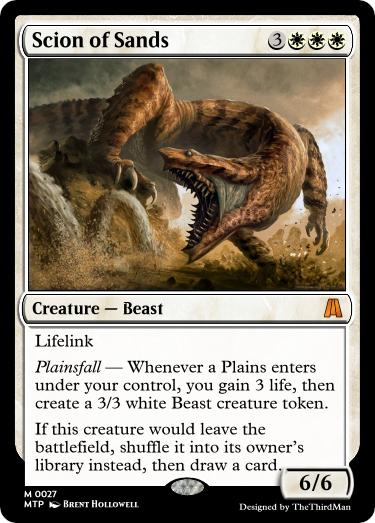 Scion of Sands 3
Creature — Beast
Lifelink
Plainsfall — Whenever a Plains enters
under your control, you gain 3 life, then
create a 3/3 white Beast creature token.
If this creature would leave the
battlefield, shuffle it into its owner's
library instead, then draw a card.
6/6
M 0027
MTP Brent Hollowell
Designed by TheThirdMan